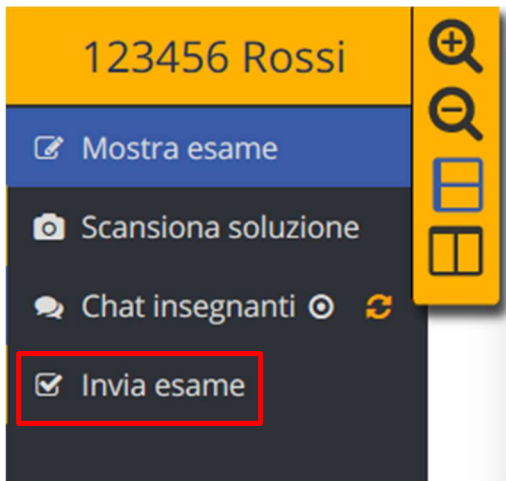 123456 Rossi
Mostra esame
Scansiona soluzione
Chat insegnanti
Invia esame